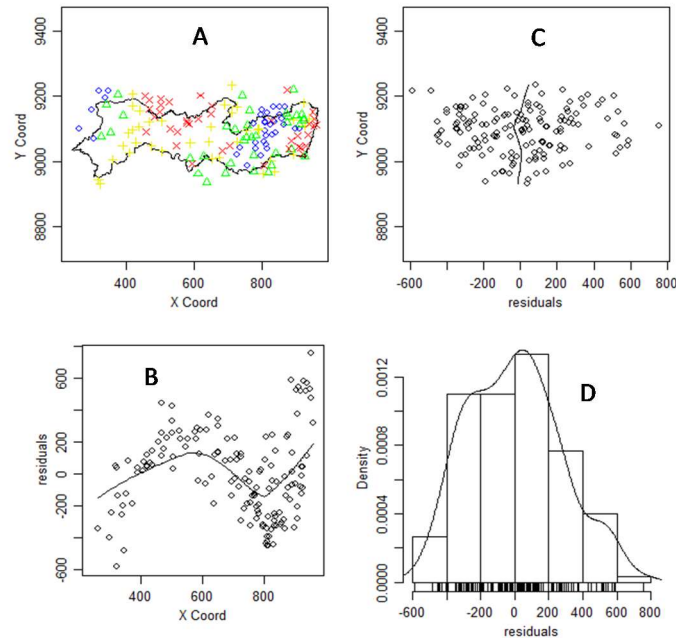 A
9400
9200
9000
8800
Y Coord
400 600 800
X Coord
C
9400
9200
9000
8800
Y Coord
-600 -400 -200 0 200 400 600 800
residuals
B
600
200
0
-200
-600
residuals
400 600 800
X Coord
D
0.0012
0.0008
0.0004
0.0000
Density
-600 -200 0 200 400 600 800
residuals